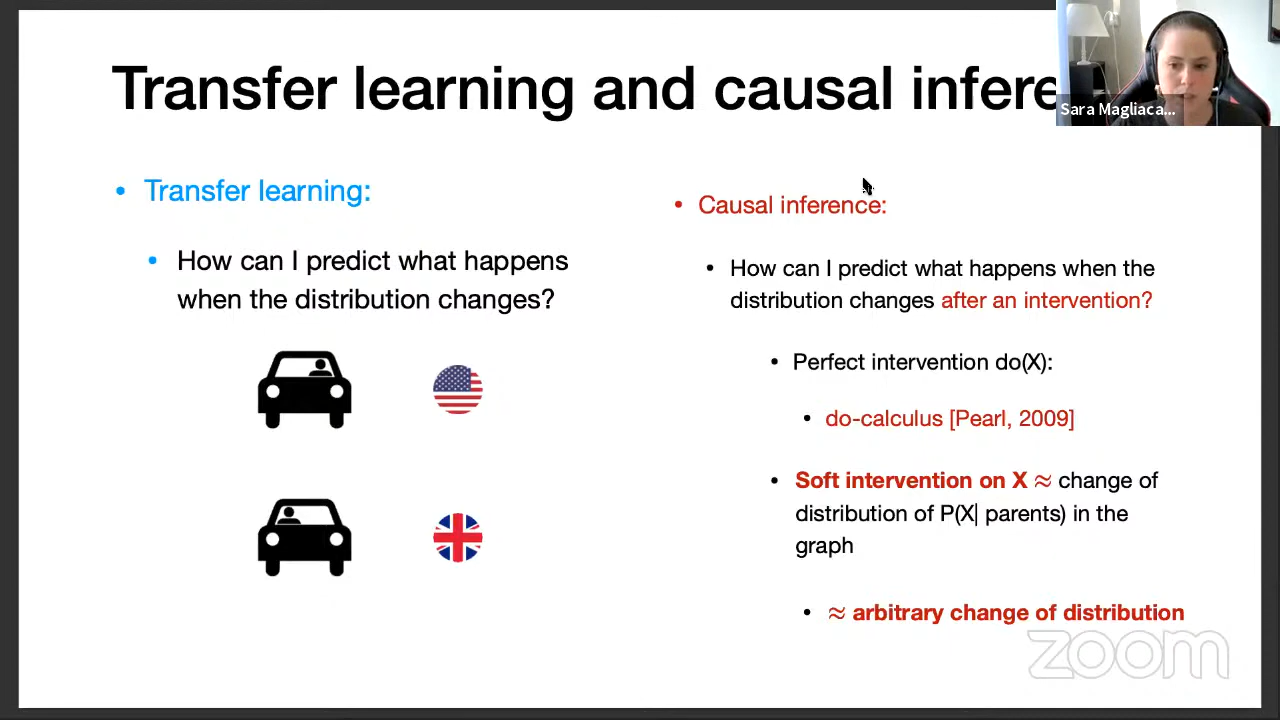 Transfer learning and causal infere
Sara Magliaca...
• Transfer learning:
• How can I predict what happens
when the distribution changes?
• Causal inference:
• How can I predict what happens when the
distribution changes after an intervention?
• Perfect intervention do(X):
• do-calculus [Pearl, 2009]
• Soft intervention on X ≈ change of
distribution of P(X| parents) in the
graph
• ≈ arbitrary change of distribution
zoom